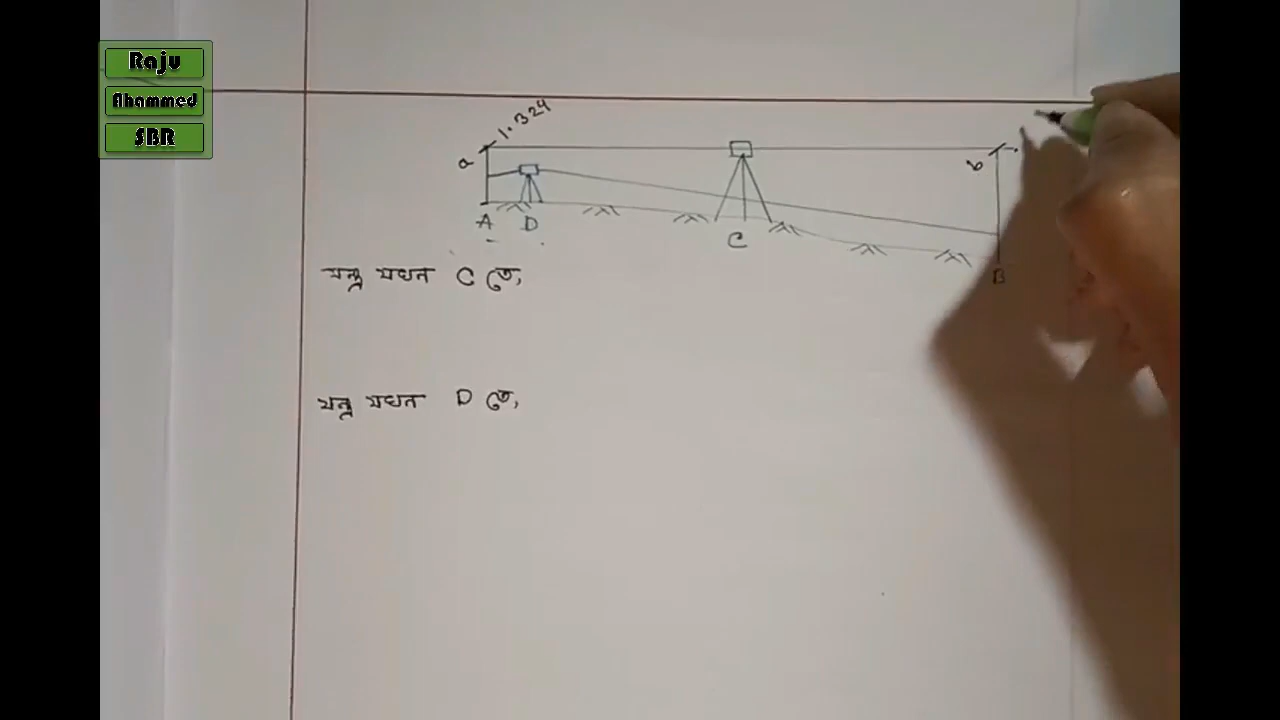 Raju
Ahammed
SBR
1.324
a
b
A D
C
B
যন্ত্র যখন C তে,
যন্ত্র যখন D তে,